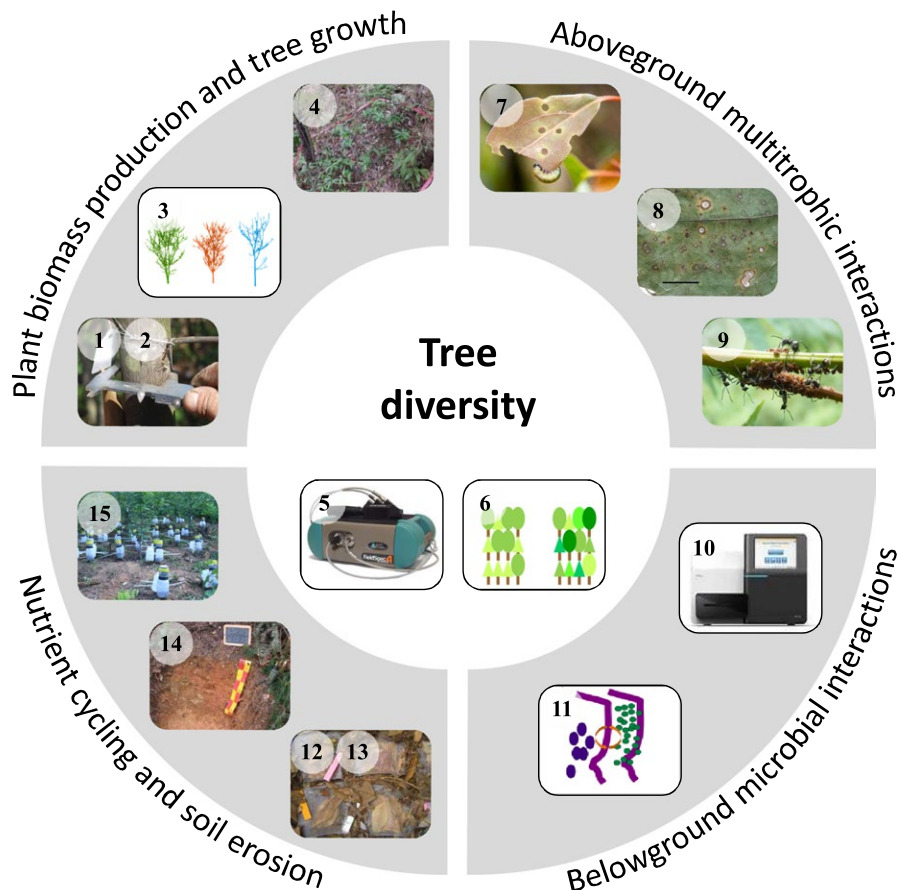 Plant biomass production and tree growth
Aboveground multitrophic interactions
4
7
3
8
1
2
9
Tree
diversity
5
6
15
10
14
11
12
13
Nutrient cycling and soil erosion
Belowground microbial interactions